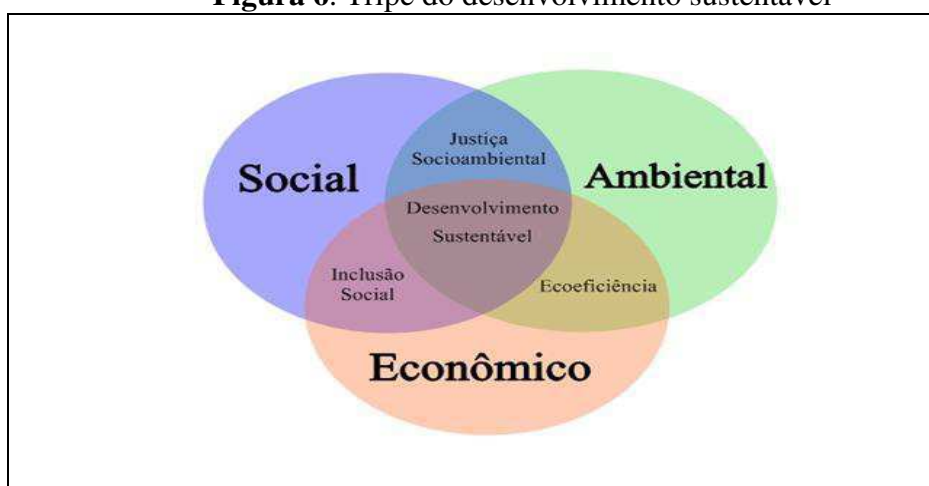 Figura 6: Tripé do desenvolvimento sustentável
Justiça
Socioambiental
Social
Ambiental
Desenvolvimento
Sustentável
Inclusão
Social
Ecoeficiência
Econômico